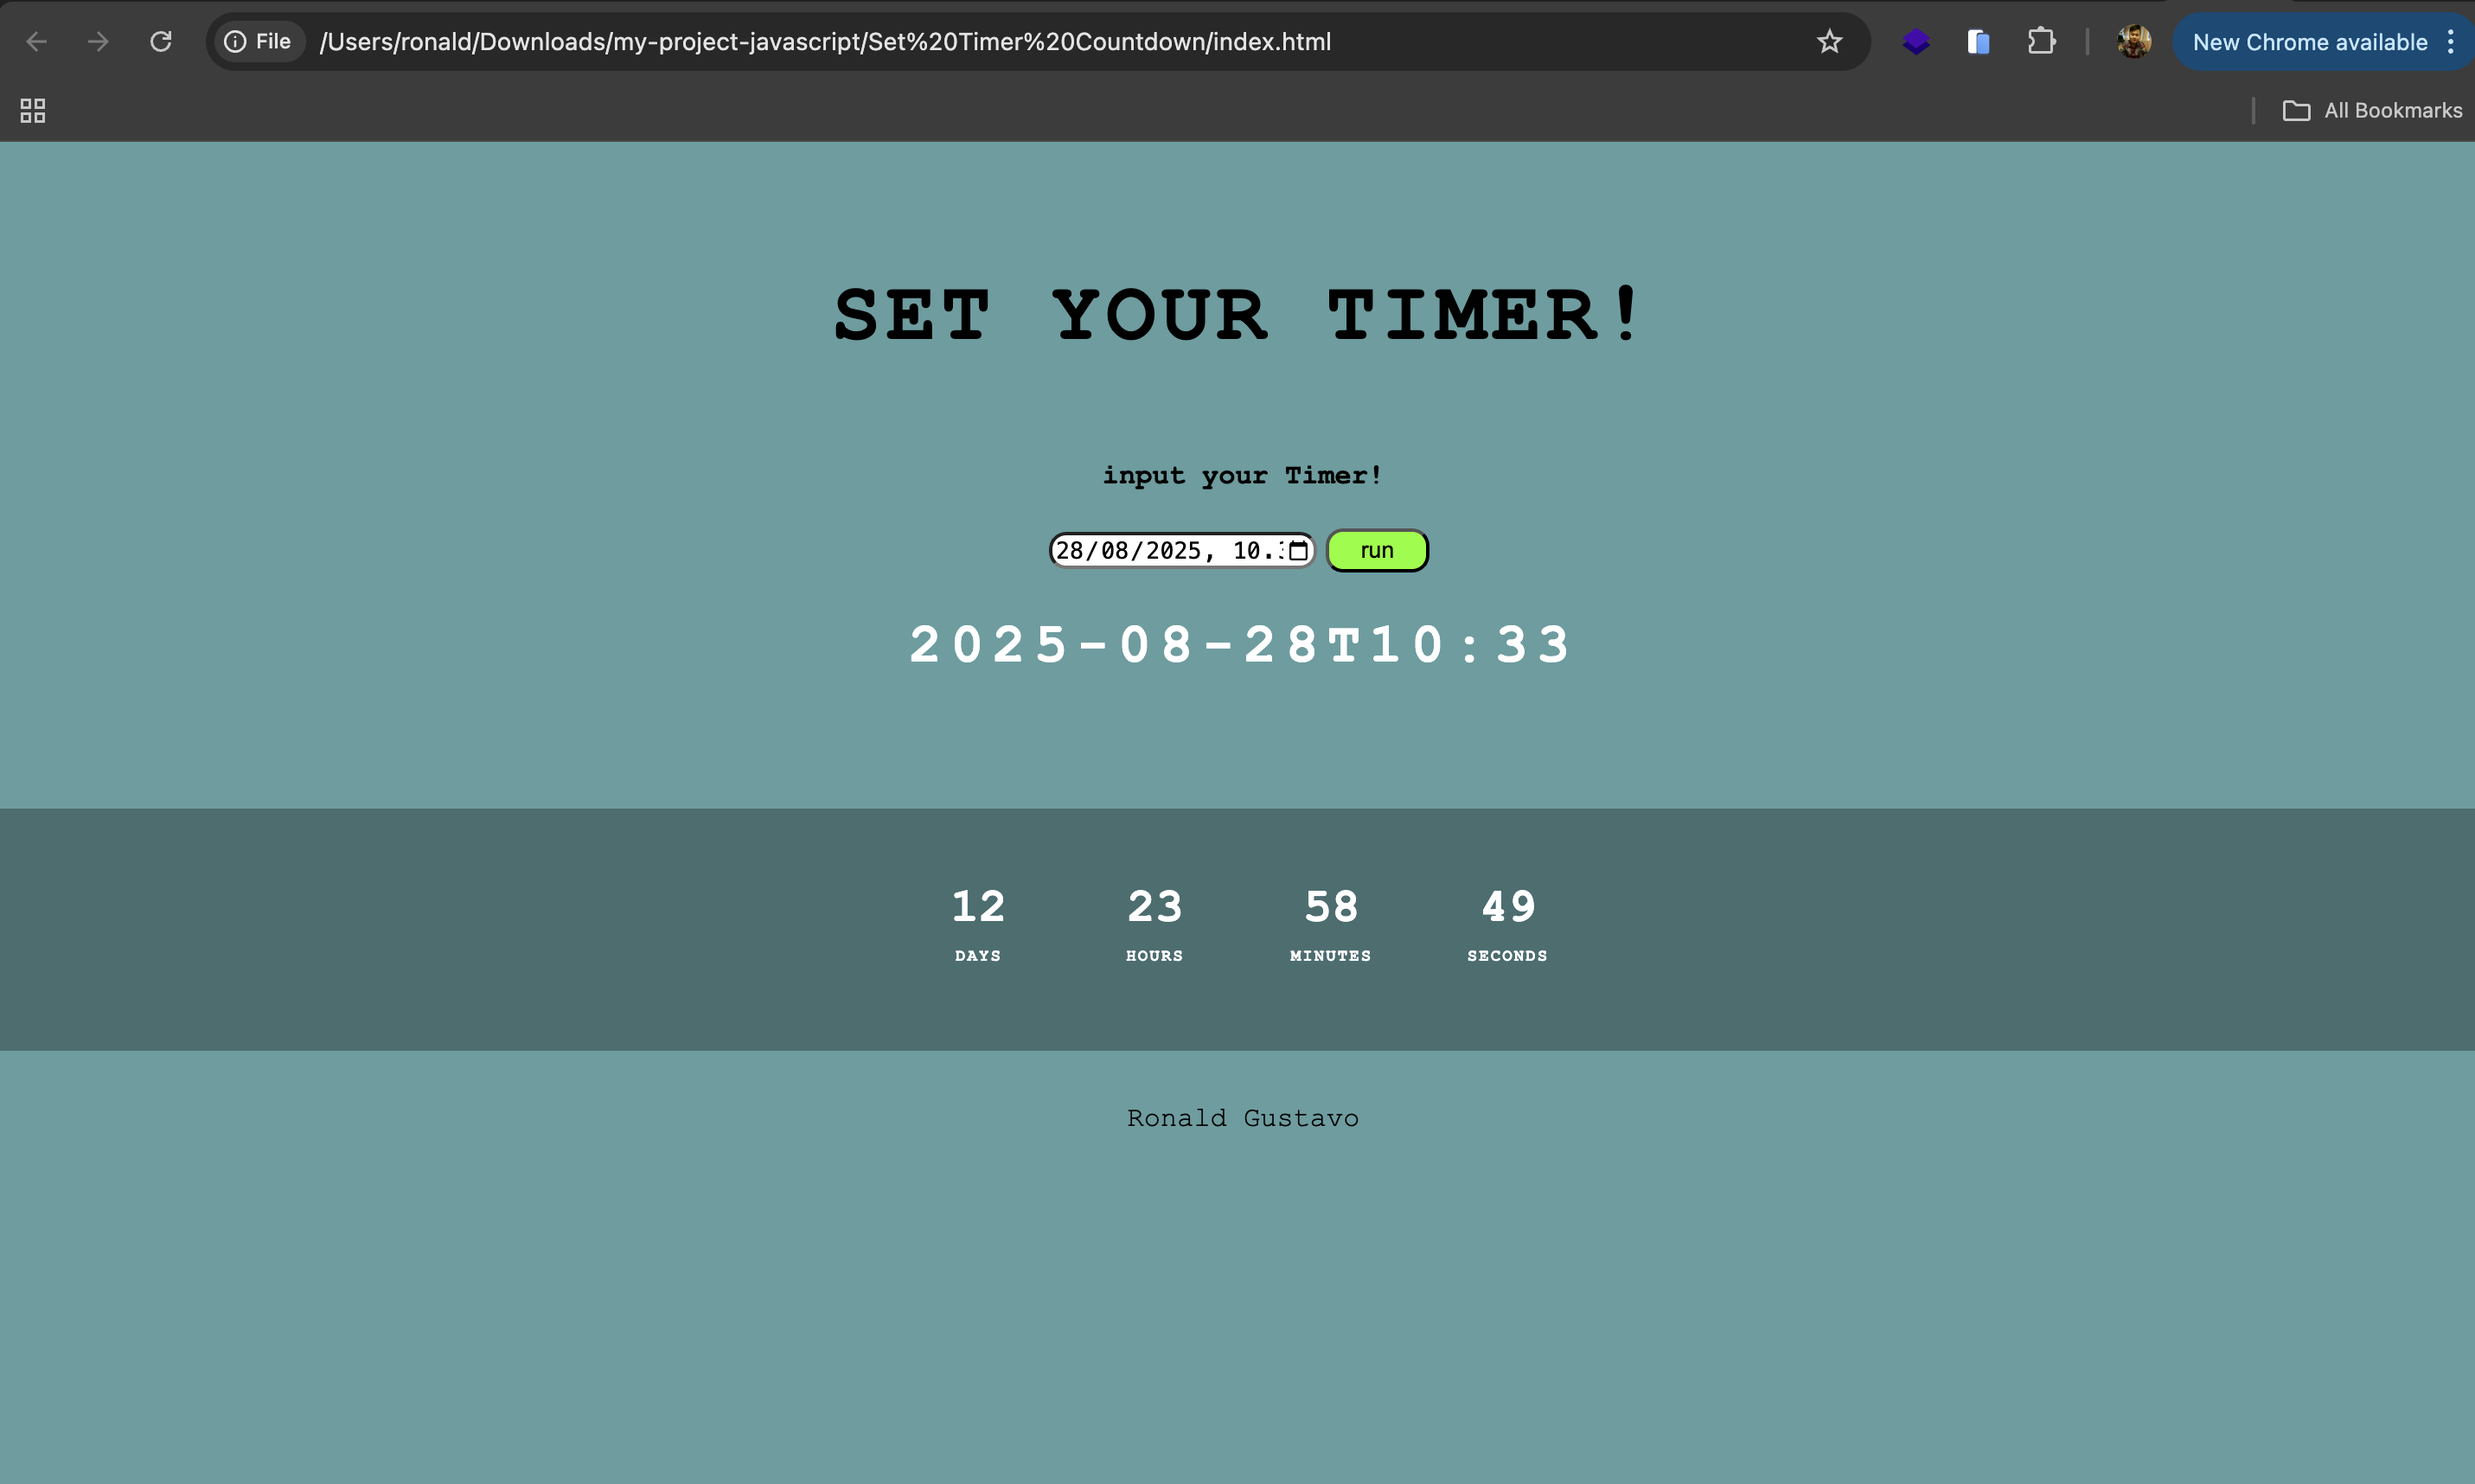 File /Users/ronald/Downloads/my-project-javascript/Set%20Timer%20Countdown/index.html New Chrome available
All Bookmarks
SET YOUR TIMER!
input your Timer!
28/08/2025, 10. run
2025-08-28T10:33
12 23 58 49
DAYS HOURS MINUTES SECONDS
Ronald Gustavo